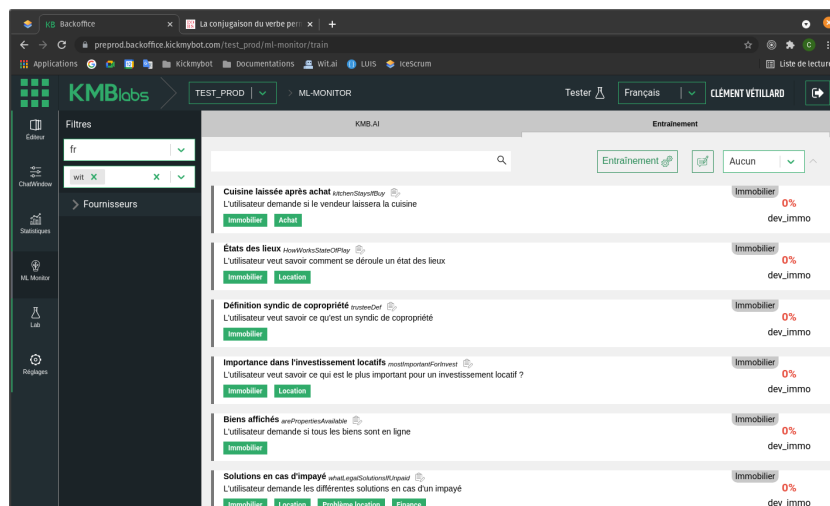 KB Backoffice
La conjugaison du verbe perr
preprod.backoffice.kickmybot.com/test_prod/ml-monitor/train
Applications
Kickmybot
Documentations
Wit.ai
LUIS
IceScrum
Liste de lecture
KMBlabs
TEST_PROD
ML-MONITOR
Tester
Français
CLÉMENT VÉTILLARD
Éditeur
ChatWindow
Statistiques
ML Monitor
Lab
Réglages
Filtres
fr
wit
Fournisseurs
KMB.AI
Entraînement
Entraînement
Aucun
Cuisine laissée après achat kitchenStaysIfBuy
L'utilisateur demande si le vendeur laissera la cuisine
Immobilier Achat
Immobilier
0%
dev_immo
États des lieux HowWorksStateOfPlay
L'utilisateur veut savoir comment se déroule un état des lieux
Immobilier Location
Immobilier
0%
dev_immo
Définition syndic de copropriété trusteeDef
L'utilisateur veut savoir ce qu'est un syndic de copropriété
Immobilier
Immobilier
0%
dev_immo
Importance dans l'investissement locatifs mostImportantForInvest
L'utilisateur veut savoir ce qui est le plus important pour un investissement locatif ?
Immobilier Location
Immobilier
0%
dev_immo
Biens affichés arePropertiesAvailable
L'utilisateur demande si tous les biens sont en ligne
Immobilier
Immobilier
0%
dev_immo
Solutions en cas d'impayé whatLegalSolutionsIfUnpaid
L'utilisateur demande les différentes solutions en cas d'un impayé
Immobilier Location Problème location Finance
Immobilier
0%
dev_immo